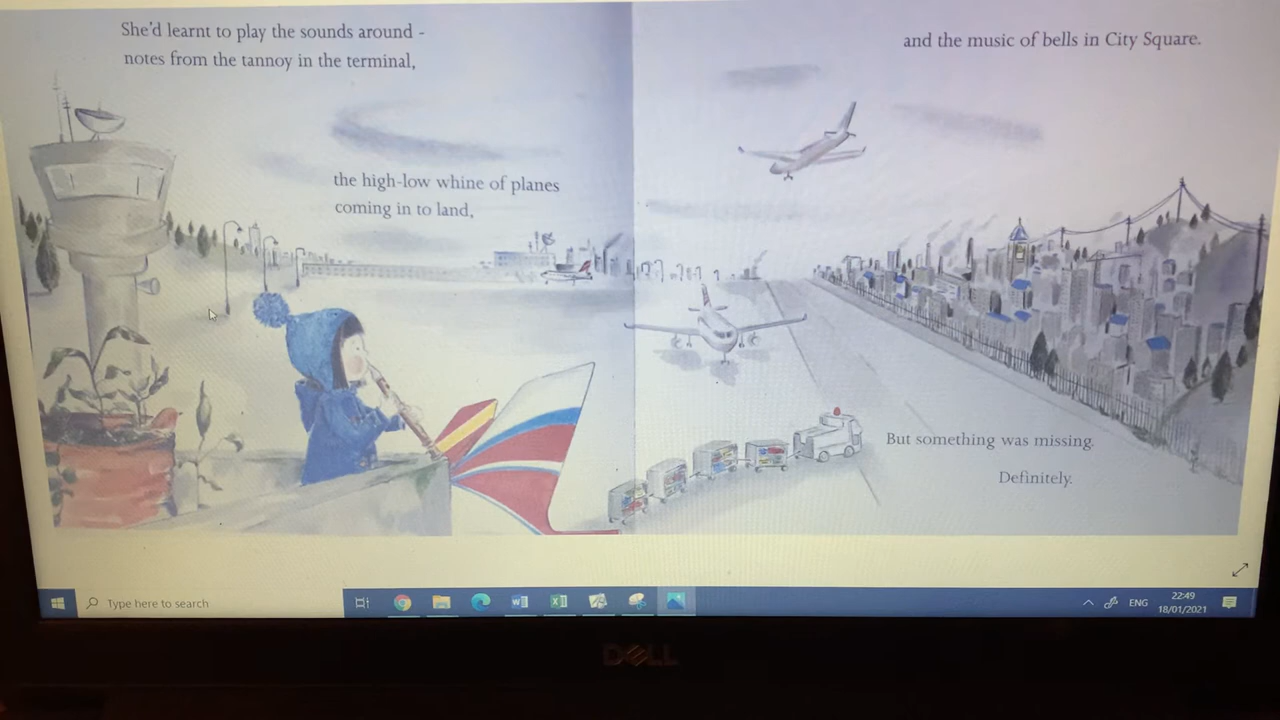 She'd learnt to play the sounds around -
notes from the tannoy in the terminal,
the high-low whine of planes
coming in to land,
and the music of bells in City Square.
But something was missing.
Definitely.
Type here to search
ENG
22:49
18/01/2021
DELL